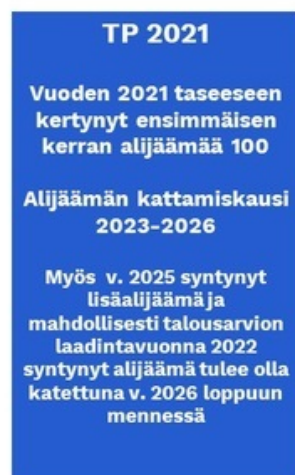 TP 2021
Vuoden 2021 taseeseen
kertynyt ensimmäisen
kerran alijäämää 100
Alijäämän kattamiskausi
2023-2026
Myös v. 2025 syntynyt
lisäalijäämä ja
mahdollisesti talousarvion
laadintavuonna 2022
syntynyt alijäämä tulee olla
katettuna v. 2026 loppuun
mennessä